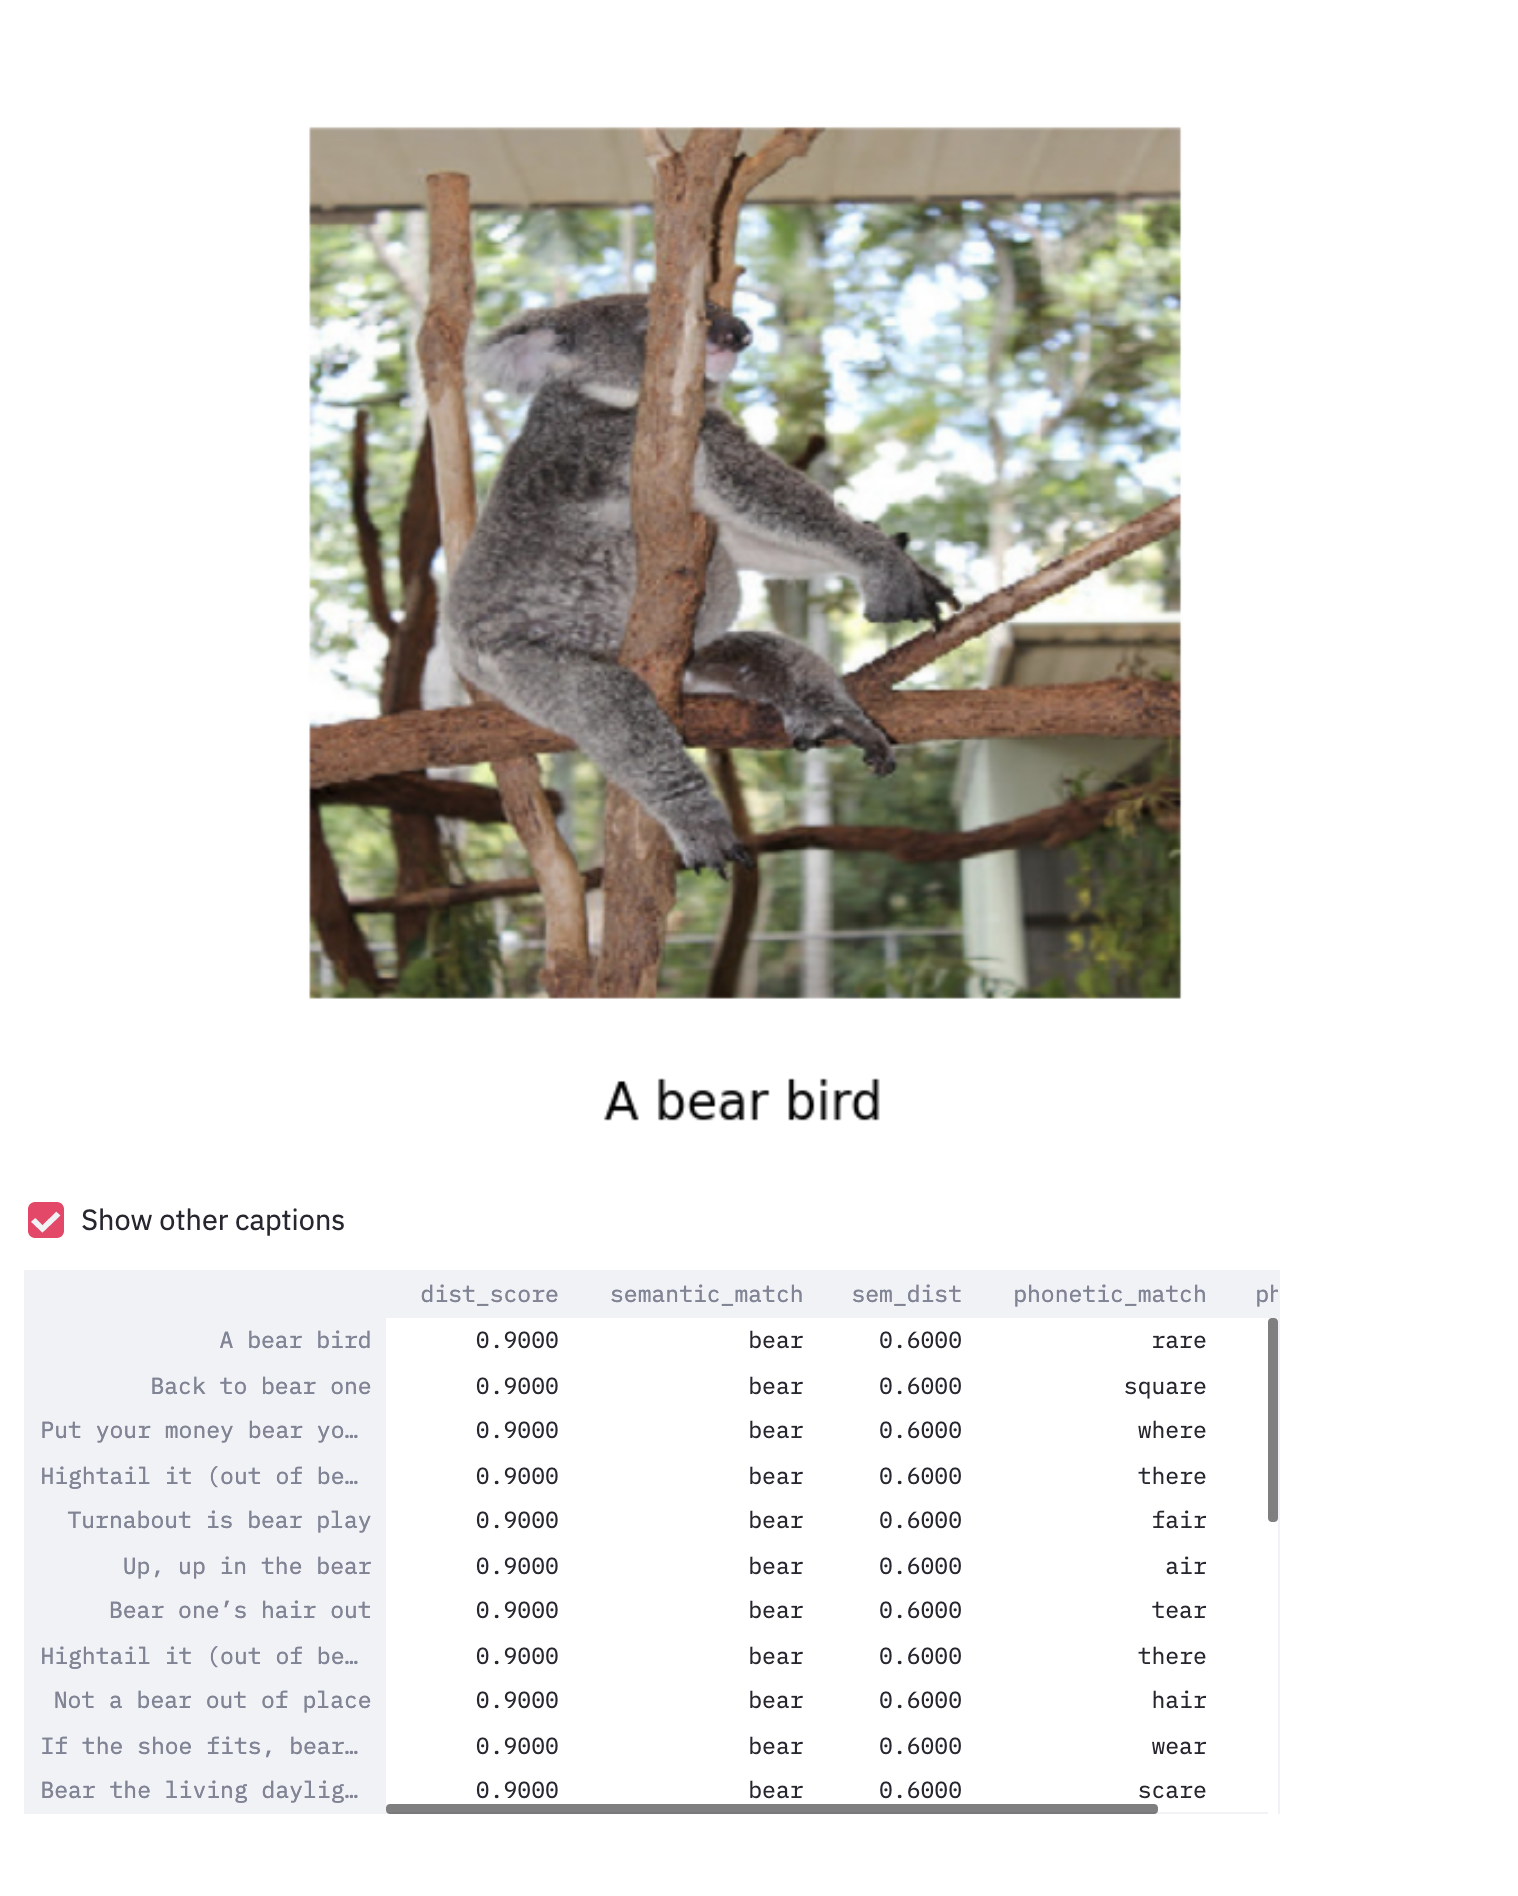 A bear bird
Show other captions
dist_score semantic_match sem_dist phonetic_match ph
A bear bird 0.9000 bear 0.6000 rare
Back to bear one 0.9000 bear 0.6000 square
Put your money bear yo… 0.9000 bear 0.6000 where
Hightail it (out of be… 0.9000 bear 0.6000 there
Turnabout is bear play 0.9000 bear 0.6000 fair
Up, up in the bear 0.9000 bear 0.6000 air
Bear one’s hair out 0.9000 bear 0.6000 tear
Hightail it (out of be… 0.9000 bear 0.6000 there
Not a bear out of place 0.9000 bear 0.6000 hair
If the shoe fits, bear… 0.9000 bear 0.6000 wear
Bear the living daylig… 0.9000 bear 0.6000 scare